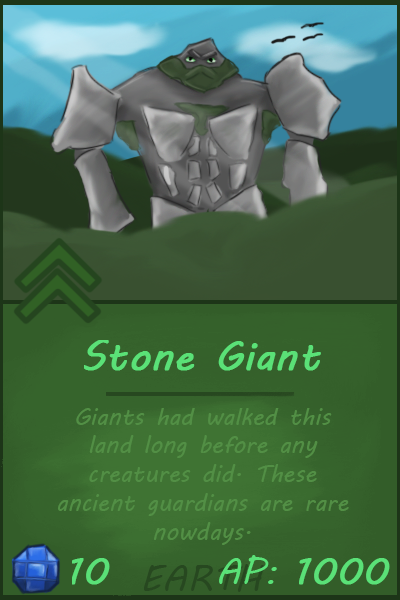 Stone Giant
Giants had walked this
land long before any
creatures did. These
ancient guardians are rare
nowdays.
10 EARTH AP: 1000